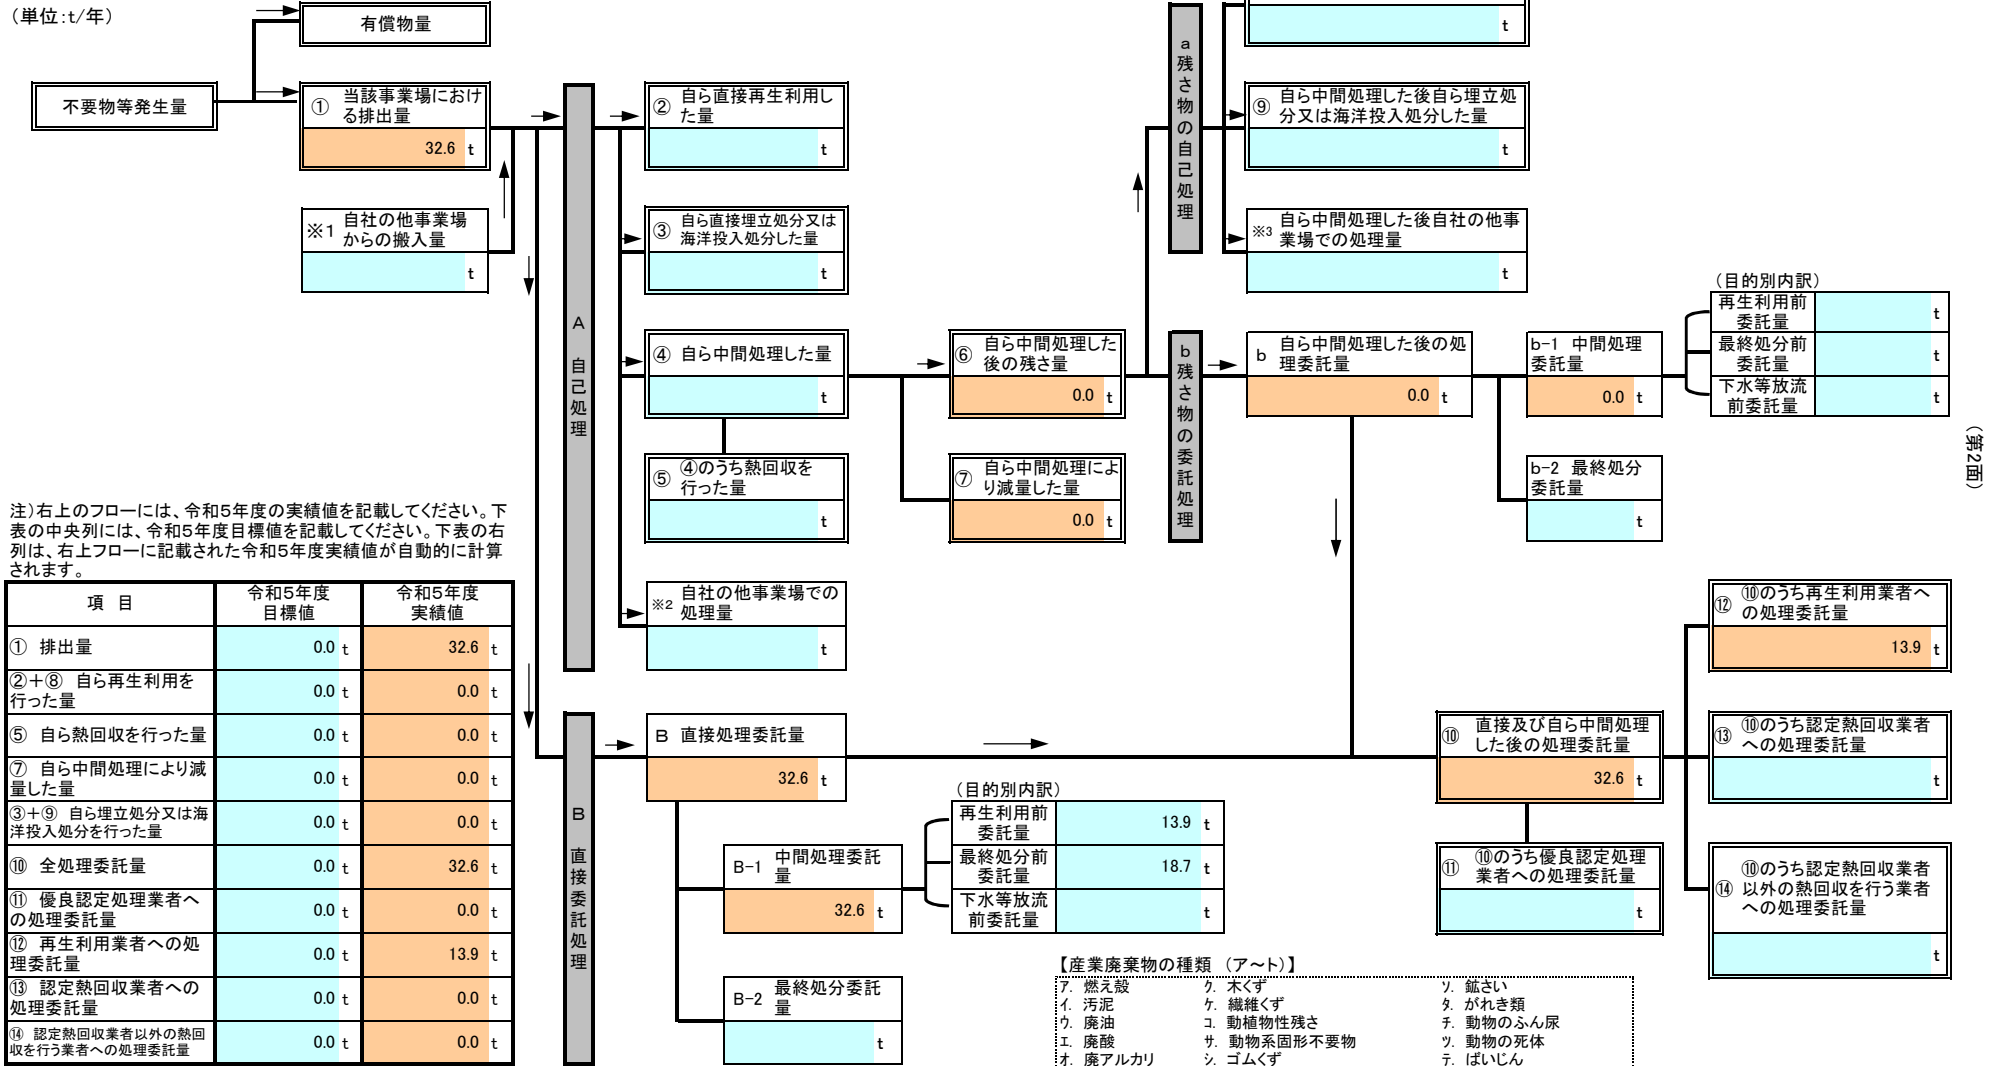 (単位:t/年)
有償物量
t
不要物等発生量
① 当該事業場におけ
る排出量
32.6 t
※1 自社の他事業場
からの搬入量
t
A 自己処理
② 自ら直接再生利用し
た量
t
③ 自ら直接埋立処分又は
海洋投入処分した量
t
④ 自ら中間処理した量
t
⑤ ④のうち熱回収を
行った量
t
※2 自社の他事業場での
処理量
t
⑥ 自ら中間処理した
後の残さ量
0.0 t
⑦ 自ら中間処理によ
り減量した量
0.0 t
a 残さ物の自己処理
⑨ 自ら中間処理した後自ら埋立処
分又は海洋投入処分した量
t
※3 自ら中間処理した後自社の他事
業場での処理量
t
b 残さ物の委託処理
b 自ら中間処理した後の処
理委託量
0.0 t
b-1 中間処理
委託量
0.0 t
b-2 最終処分
委託量
t
(目的別内訳)
再生利用前
委託量
t
最終処分前
委託量
t
下水等放流
前委託量
t
(第2面)
注)右上のフローには、令和5年度の実績値を記載してください。下
表の中央列には、令和5年度目標値を記載してください。下表の右
列は、右上フローに記載された令和5年度実績値が自動的に計算
されます。
項 目 令和5年度
目標値 令和5年度
実績値
① 排出量 0.0 t 32.6 t
②+⑧ 自ら再生利用を
行った量 0.0 t 0.0 t
⑤ 自ら熱回収を行った量 0.0 t 0.0 t
⑦ 自ら中間処理により減
量した量 0.0 t 0.0 t
③+⑨ 自ら埋立処分又は海
洋投入処分を行った量 0.0 t 0.0 t
⑩ 全処理委託量 0.0 t 32.6 t
⑪ 優良認定処理業者へ
の処理委託量 0.0 t 0.0 t
⑫ 再生利用業者への処
理委託量 0.0 t 13.9 t
⑬ 認定熱回収業者への
処理委託量 0.0 t 0.0 t
⑭ 認定熱回収業者以外の熱回
収を行う業者への処理委託量 0.0 t 0.0 t
B 直接委託処理
B 直接処理委託量
32.6 t
B-1 中間処理委託
量
32.6 t
B-2 最終処分委託
量
t
(目的別内訳)
再生利用前
委託量
13.9 t
最終処分前
委託量
18.7 t
下水等放流
前委託量
t
⑩ 直接及び自ら中間処理
した後の処理委託量
32.6 t
⑪ ⑩のうち優良認定処理
業者への処理委託量
t
⑫ ⑩のうち再生利用業者へ
の処理委託量
13.9 t
⑬ ⑩のうち認定熱回収業者
への処理委託量
t
⑭ ⑩のうち認定熱回収業者
以外の熱回収を行う業者
への処理委託量
t
【産業廃棄物の種類 (ア~ト)】
ア. 燃え殻 ク. 木くず ソ. 鉱さい
イ. 汚泥 ケ. 繊維くず タ. がれき類
ウ. 廃油 コ. 動植物性残さ チ. 動物のふん尿
エ. 廃酸 サ. 動物系固形不要物 ツ. 動物の死体
オ. 廃アルカリ シ. ゴムくず テ. ばいじん